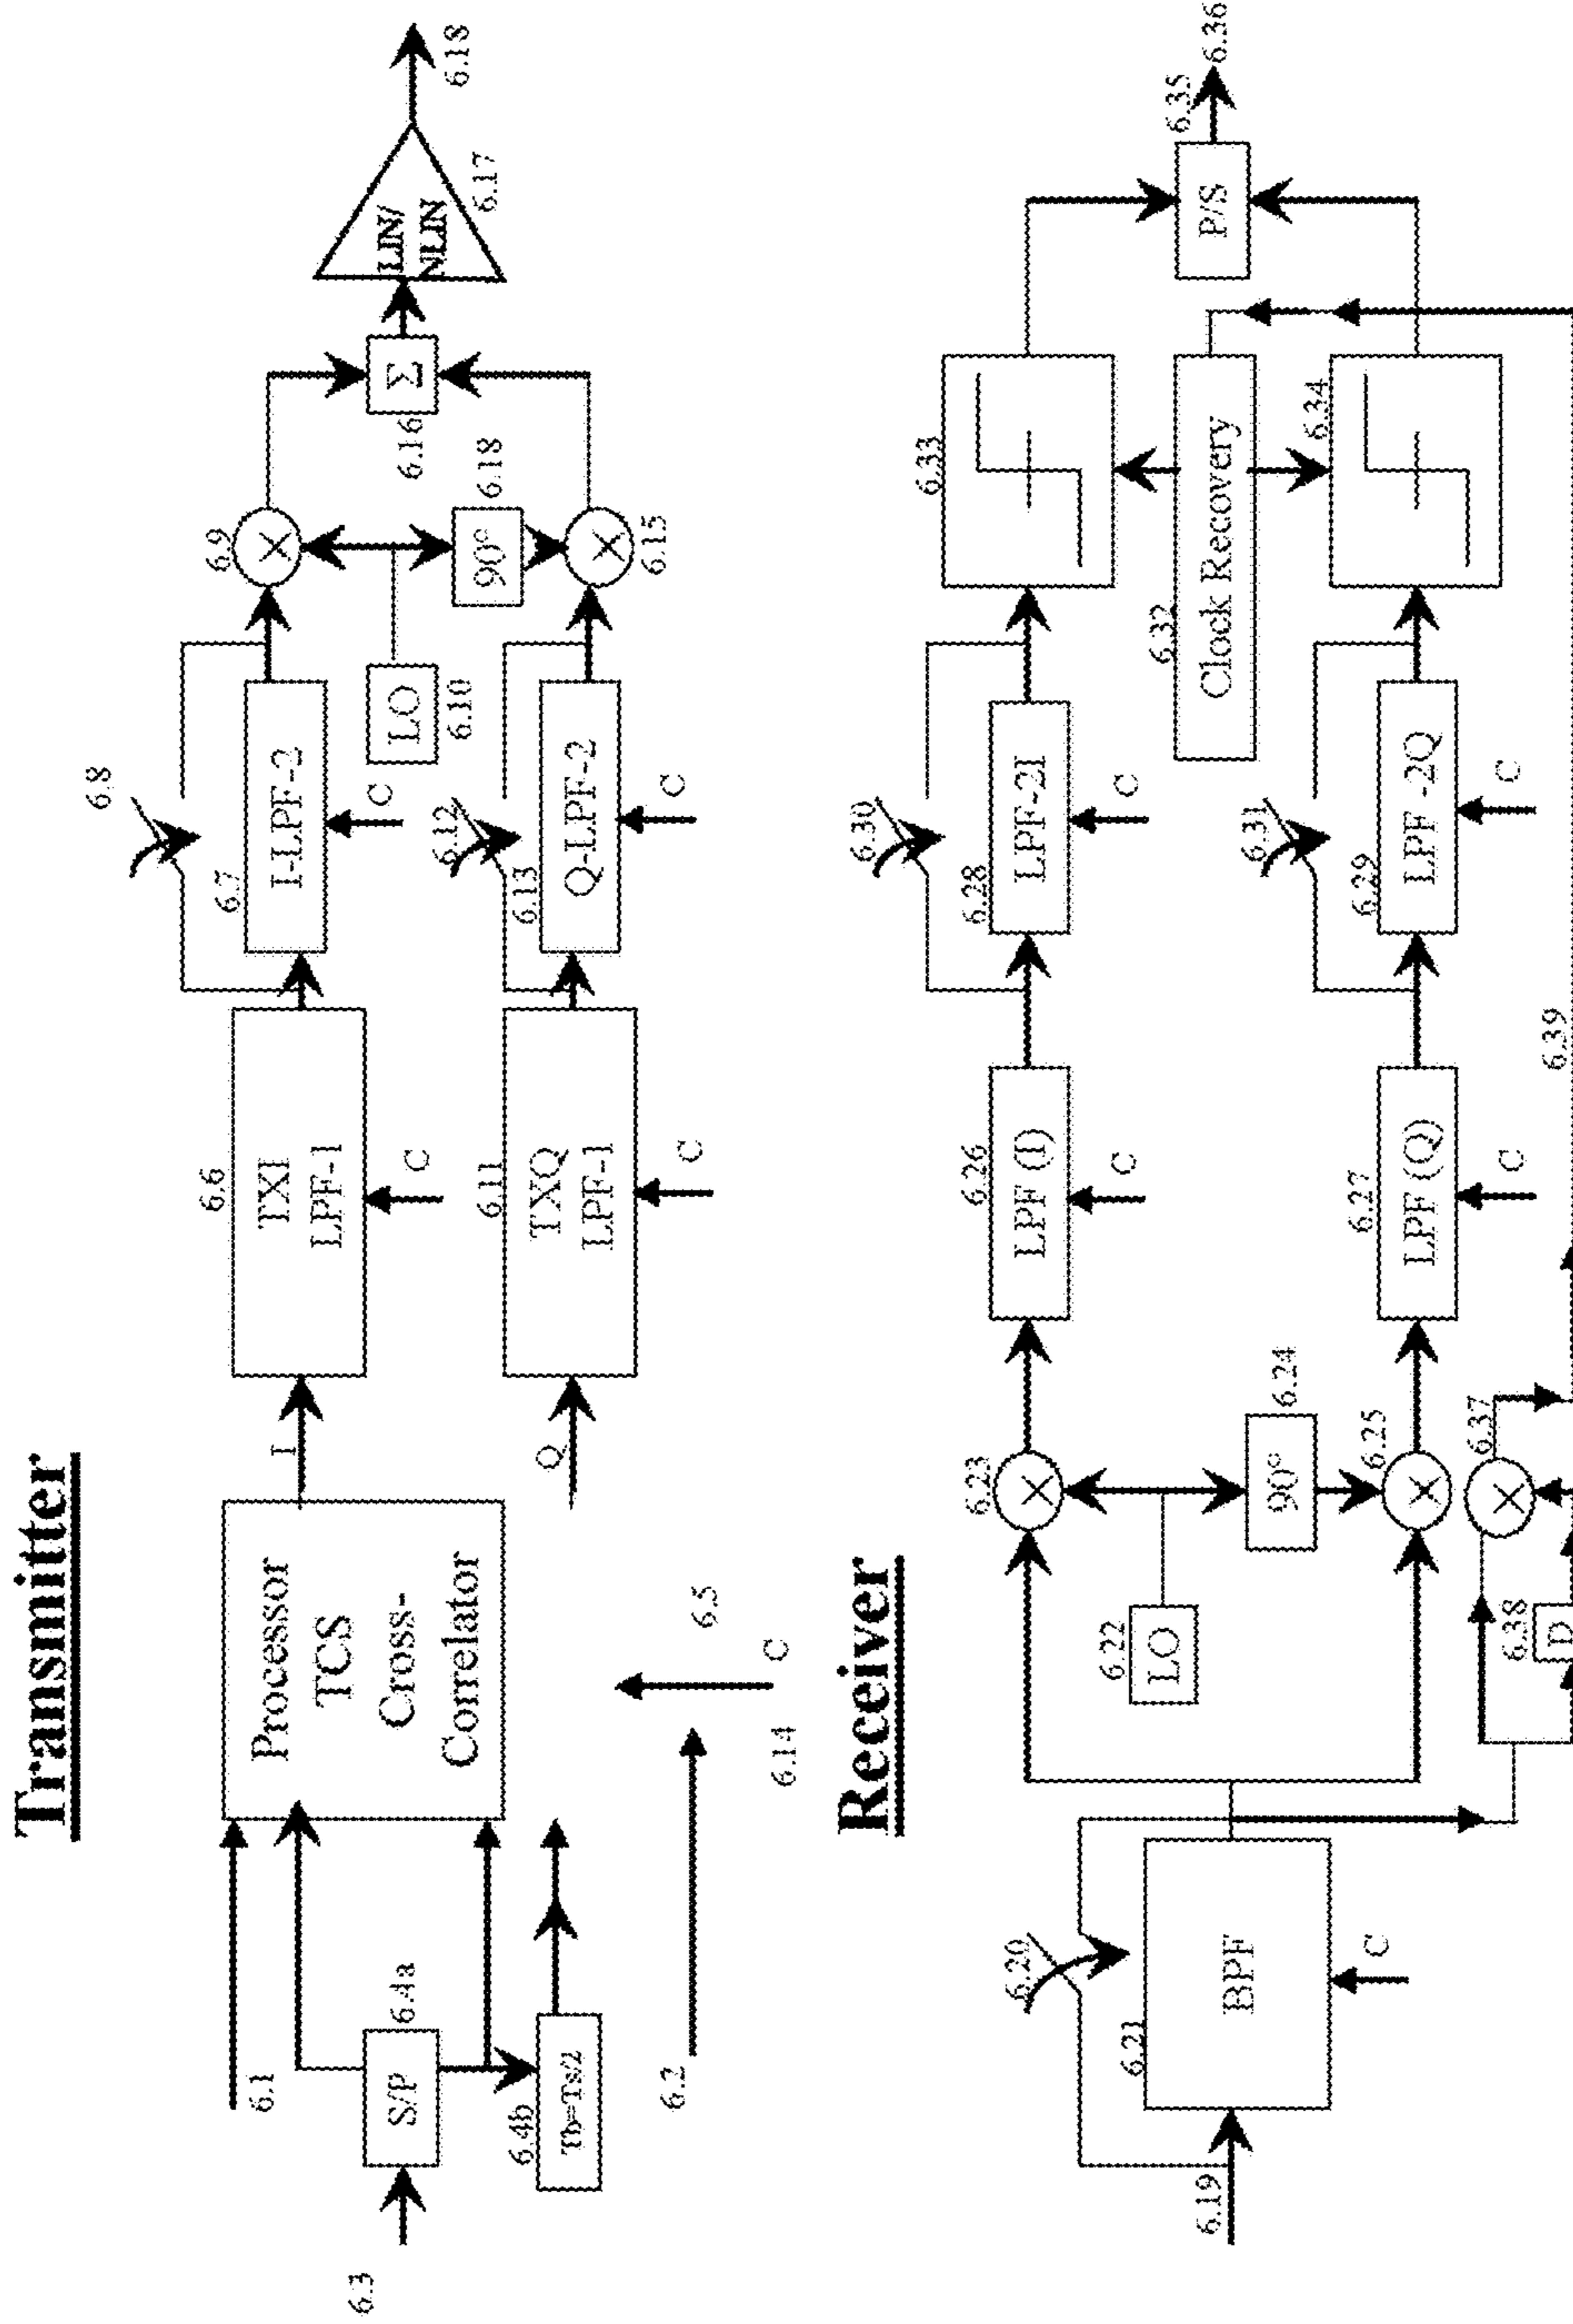 Transmitter
6.3
6.1
S/P
6.4a
6.4b
Tb=Ts/2
6.2
Processor
TCS
Cross-
Correlator
6.5
C
6.14
I
Q
6.6
TXI
LPF-1
C
6.11
TXQ
LPF-1
C
6.8
6.7
I-LPF-2
C
6.12
6.13
Q-LPF-2
C
LO
6.10
6.9
90°
6.18
6.15
Σ
6.16
LIN/
NLIN
6.17
6.18
Receiver
6.19
6.20
6.21
BPF
C
6.22
LO
6.23
90°
6.24
6.25
6.37
6.38
D
6.26
LPF (I)
C
6.27
LPF (Q)
C
6.30
6.28
LPF-2I
C
6.31
6.29
LPF -2Q
C
6.39
6.32
Clock Recovery
6.33
6.34
P/S
6.35
6.36